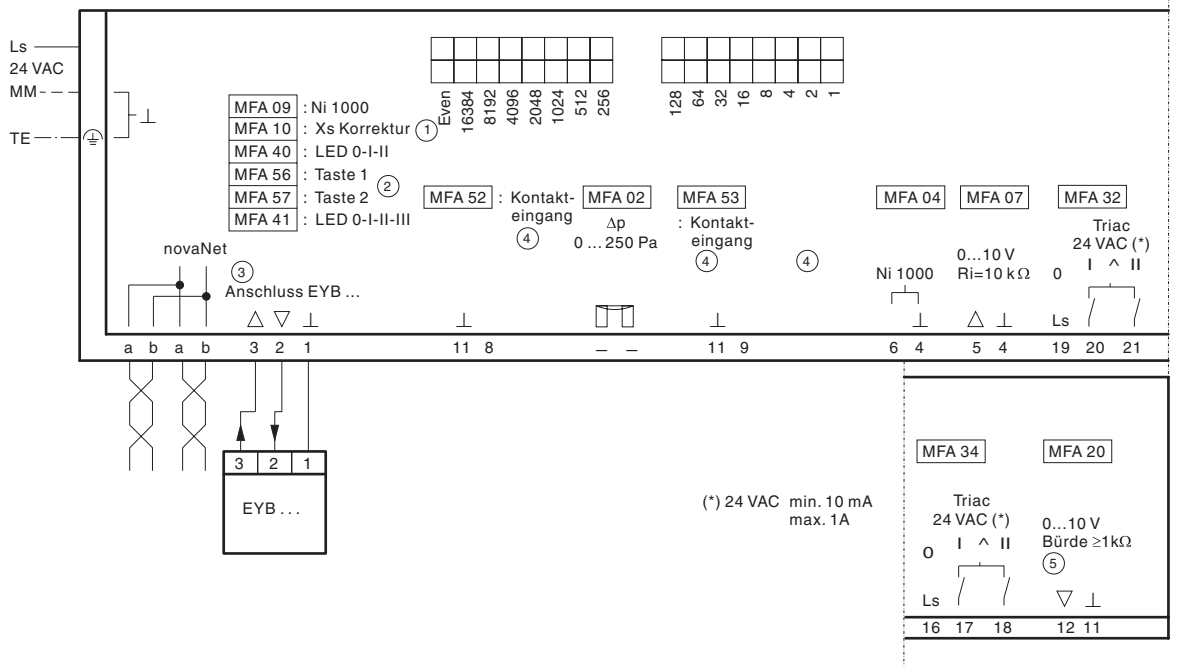 Ls
24 VAC
MM
TE
Even
16384
8192
4096
2048
1024
512
256
128
64
32
16
8
4
2
1
MFA 09 : Ni 1000
MFA 10 : Xs Korrektur 1
MFA 40 : LED 0-I-II
MFA 56 : Taste 1
2
MFA 57 : Taste 2
MFA 41 : LED 0-I-II-III
MFA 52 : Kontakt-
eingang
4
MFA 02
Δp
0 ... 250 Pa
MFA 53
: Kontakt-
eingang
4
4
MFA 04
Ni 1000
MFA 07
0...10 V
Ri=10 kΩ
MFA 32
Triac
24 VAC (*)
0 I ^ II
Ls
novaNet
3
Anschluss EYB ...
△ ▽ ⊥ ⊥ ⊥ ⊥ △ ⊥
a b a b 3 2 1 11 8 – – 11 9 6 4 5 4 19 20 21
3 2 1
EYB . . .
(*) 24 VAC min. 10 mA
max. 1A
MFA 34
Triac
24 VAC (*)
O I ^ II
Ls
MFA 20
0...10 V
Bürde ≥1kΩ
5
▽ ⊥
16 17 18 12 11